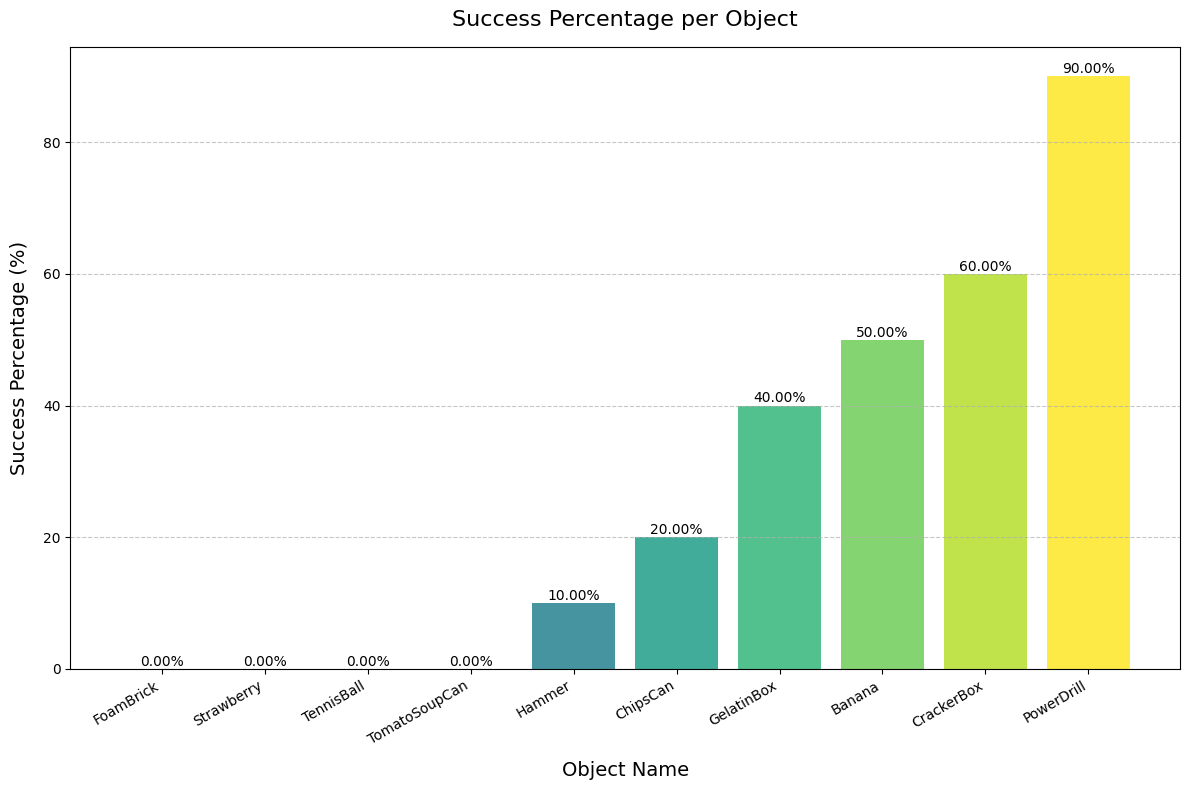 Success Percentage per Object
Success Percentage (%)
80
60
40
20
0
0.00%
0.00%
0.00%
0.00%
10.00%
20.00%
40.00%
50.00%
60.00%
90.00%
FoamBrick
Strawberry
TennisBall
TomatoSoupCan
Hammer
ChipsCan
GelatinBox
Banana
CrackerBox
PowerDrill
Object Name